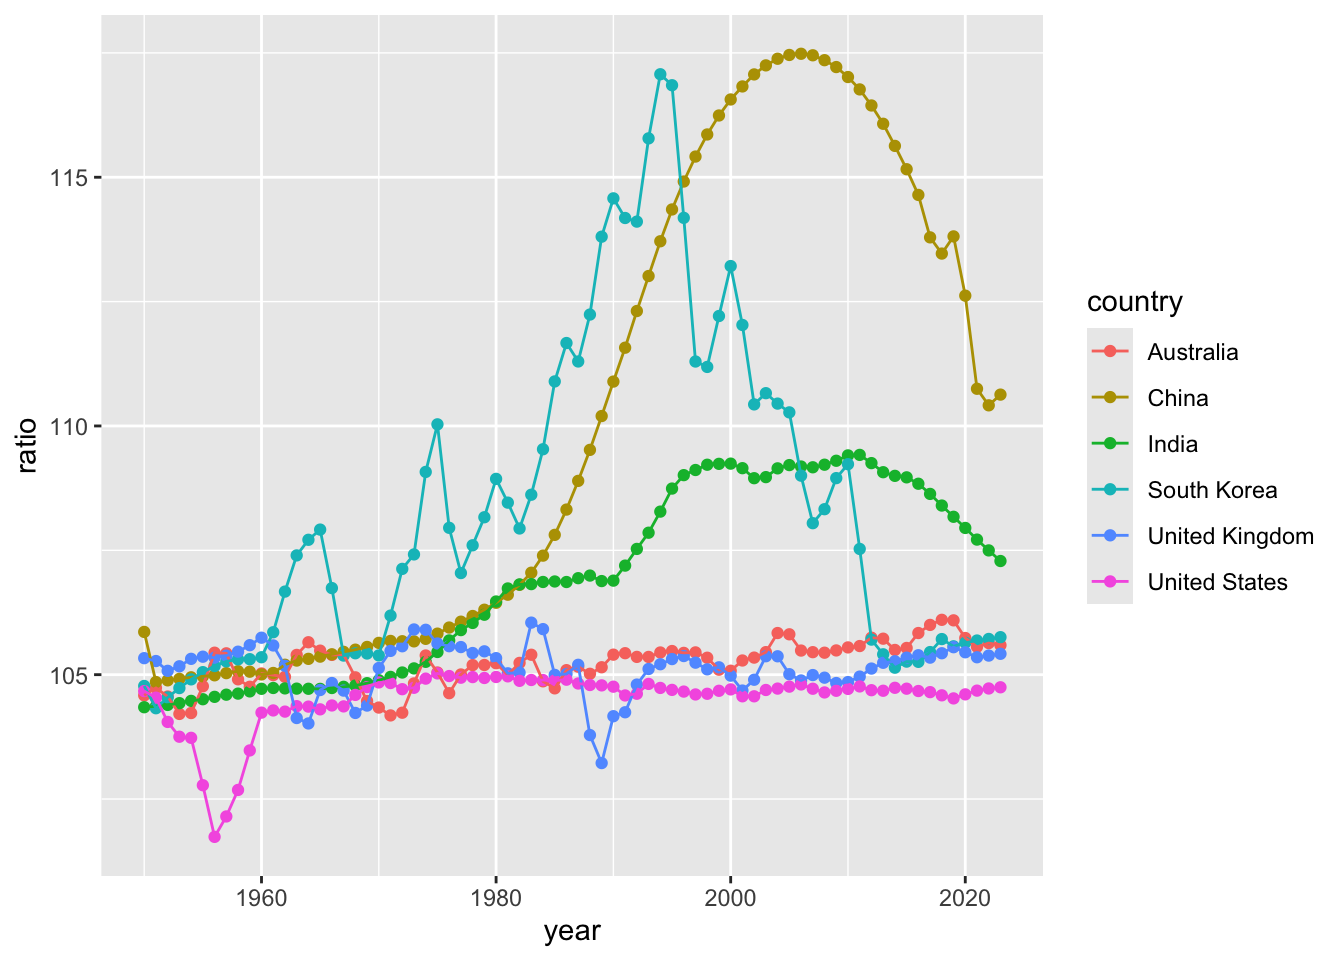 115
110
105
ratio
1960
1980
2000
2020
year
country
Australia
China
India
South Korea
United Kingdom
United States